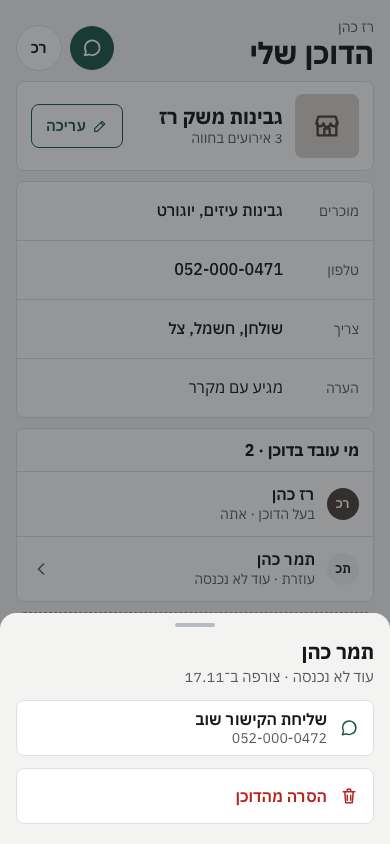 רז כהן
הדוכן שלי
רכ
גבינות משק רז
3 אירועים בחווה
עריכה
מוכרים
גבינות עיזים, יוגורט
טלפון
052-000-0471
צריך
שולחן, חשמל, צל
הערה
מגיע עם מקרר
מי עובד בדוכן · 2
רכ
רז כהן
בעל הדוכן · אתה
תכ
תמר כהן
עוזרת · עוד לא נכנסה
תמר כהן
עוד לא נכנסה · צורפה ב־17.11
שליחת הקישור שוב
052-000-0472
הסרה מהדוכן